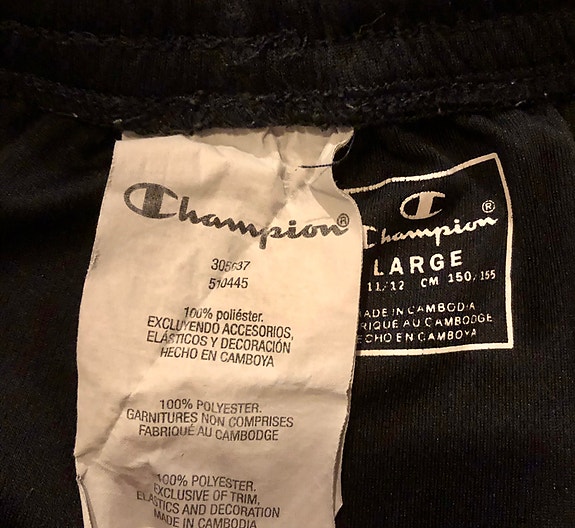 Champion®
305637
510445
100% poliéster.
EXCLUYENDO ACCESORIOS,
ELÁSTICOS Y DECORACIÓN
HECHO EN CAMBOYA
100% POLYESTER.
GARNITURES NON COMPRISES
FABRIQUÉ AU CAMBODGE
100% POLYESTER.
EXCLUSIVE OF TRIM,
ELASTICS AND DECORATION
MADE IN CAMBODIA
Champion®
LARGE
11/12 CM 150/155
MADE IN CAMBODIA
RIQUÉ AU CAMBODGE
ECHO EN CAMBOYA